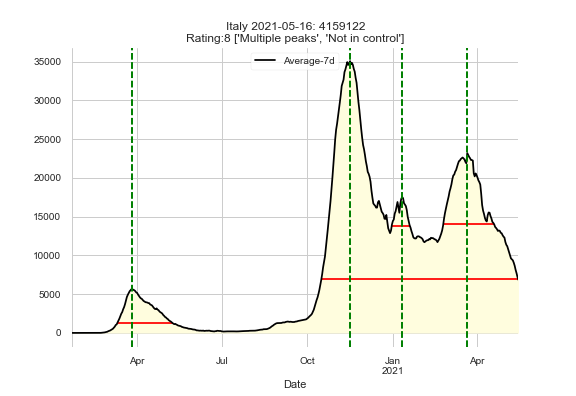 Italy 2021-05-16: 4159122
Rating:8 ['Multiple peaks', 'Not in control']
Average-7d
35000
30000
25000
20000
15000
10000
5000
0
Apr Jul Oct Jan Apr
2021
Date